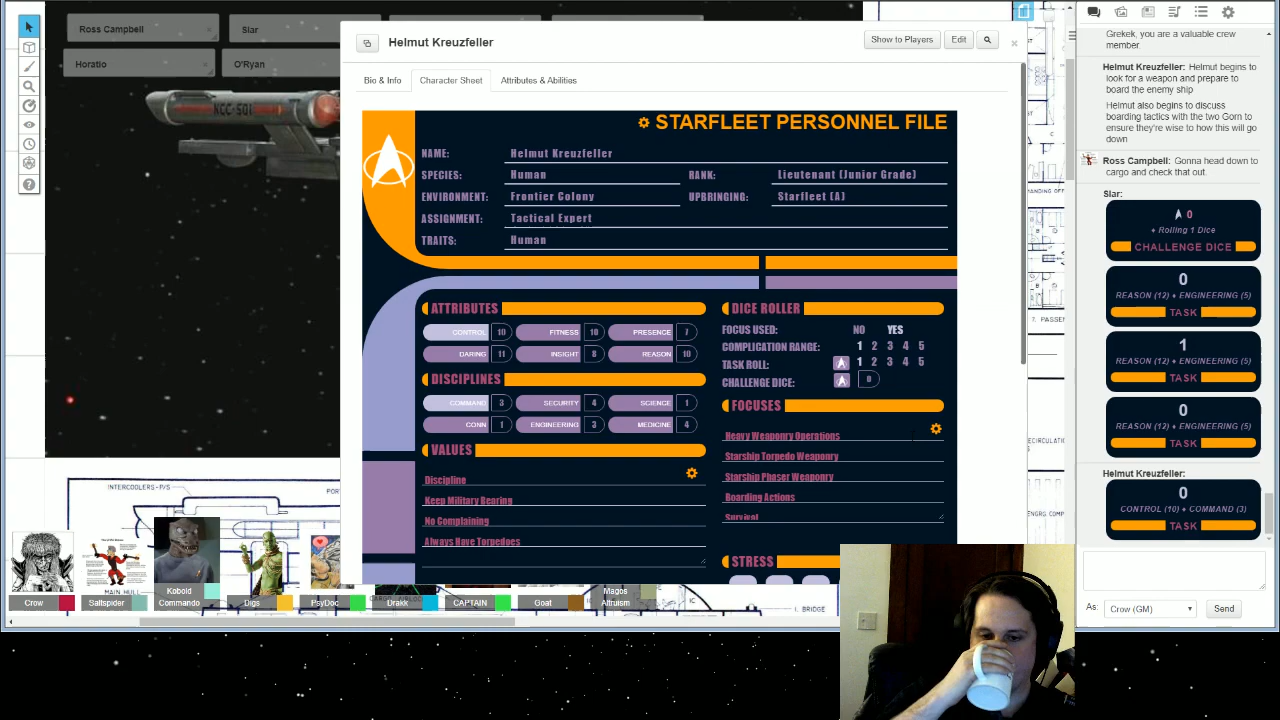 Ross Campbell
Slar
Horatio
O'Ryan
NCC-501
Helmut Kreuzfeller
Show to Players
Edit
Bio & Info
Character Sheet
Attributes & Abilities
STARFLEET PERSONNEL FILE
NAME: Helmut Kreuzfeller
SPECIES: Human RANK: Lieutenant (Junior Grade)
ENVIRONMENT: Frontier Colony UPBRINGING: Starfleet (A)
ASSIGNMENT: Tactical Expert
TRAITS: Human
ATTRIBUTES
CONTROL 10 FITNESS 10 PRESENCE 7
DARING 11 INSIGHT 8 REASON 10
DISCIPLINES
COMMAND 3 SECURITY 4 SCIENCE 1
CONN 1 ENGINEERING 3 MEDICINE 4
VALUES
Discipline
Keep Military Bearing
No Complaining
Always Have Torpedoes
DICE ROLLER
FOCUS USED: NO YES
COMPLICATION RANGE: 1 2 3 4 5
TASK ROLL: 1 2 3 4 5
CHALLENGE DICE: 0
FOCUSES
Heavy Weaponry Operations
Starship Torpedo Weaponry
Starship Phaser Weaponry
Boarding Actions
Survival
STRESS
Grekek, you are a valuable crew
member
Helmut Kreuzfeller: Helmut begins to
look for a weapon and prepare to
board the enemy ship
Helmut also begins to discuss
boarding tactics with the two Gorn to
ensure they're wise to how this will go
down
Ross Campbell: Gonna head down to
cargo and check that out.
Slar:
0
+ Rolling 1 Dice
CHALLENGE DICE
0
REASON (12) ♦ ENGINEERING (5)
TASK
1
REASON (12) ♦ ENGINEERING (5)
TASK
0
REASON (12) ♦ ENGINEERING (5)
TASK
Helmut Kreuzfeller:
0
CONTROL (10) ♦ COMMAND (3)
TASK
As: Crow (GM)
Send
INTERCOOLERS-P/S
MAIN HULL
I. BRIDGE
7. PASSEN
Crow
Saltspider
Kobold
Commando
Digs
PsyDoc
Drakk
CAPTAIN
Goat
Magos
Altruism